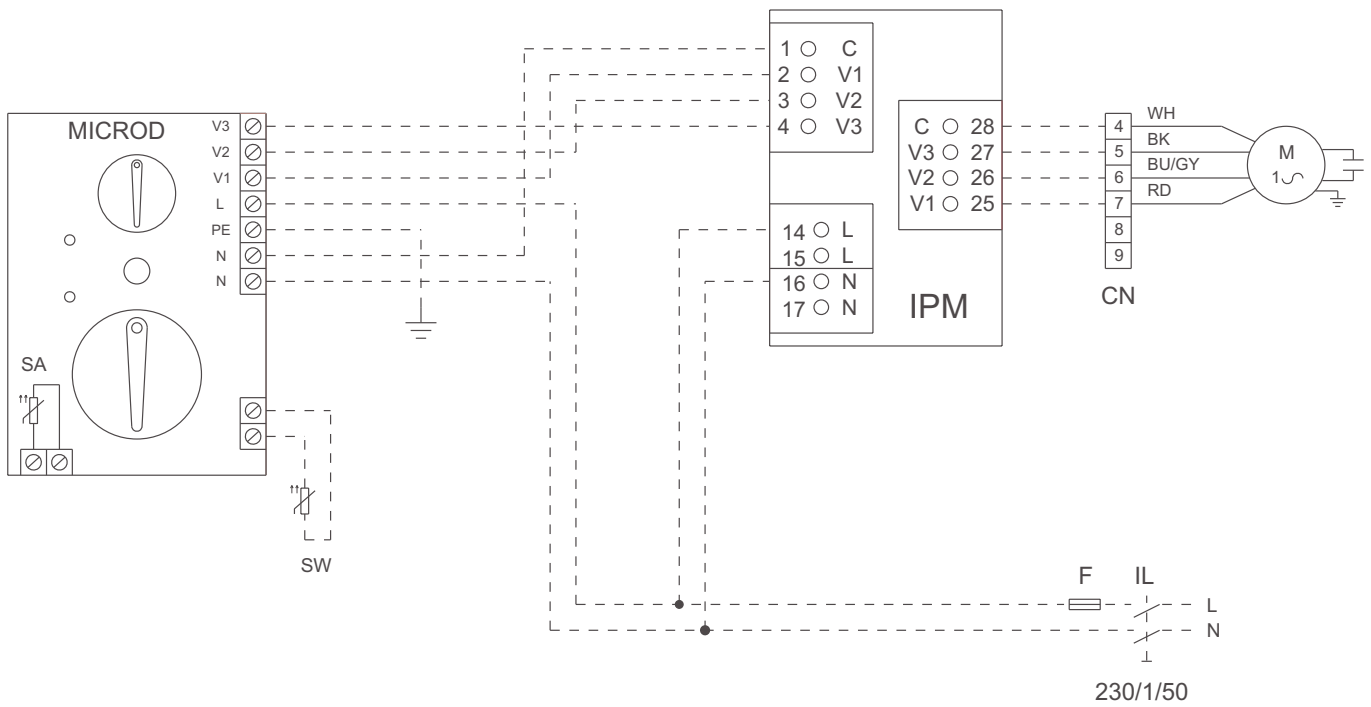 MICROD
V3
V2
V1
L
PE
N
N
SA
SW
1 C
2 V1
3 V2
4 V3
14 L
15 L
16 N
17 N
C 28
V3 27
V2 26
V1 25
IPM
4
5
6
7
8
9
CN
WH
BK
BU/GY
RD
M
1
F IL
L
N
230/1/50